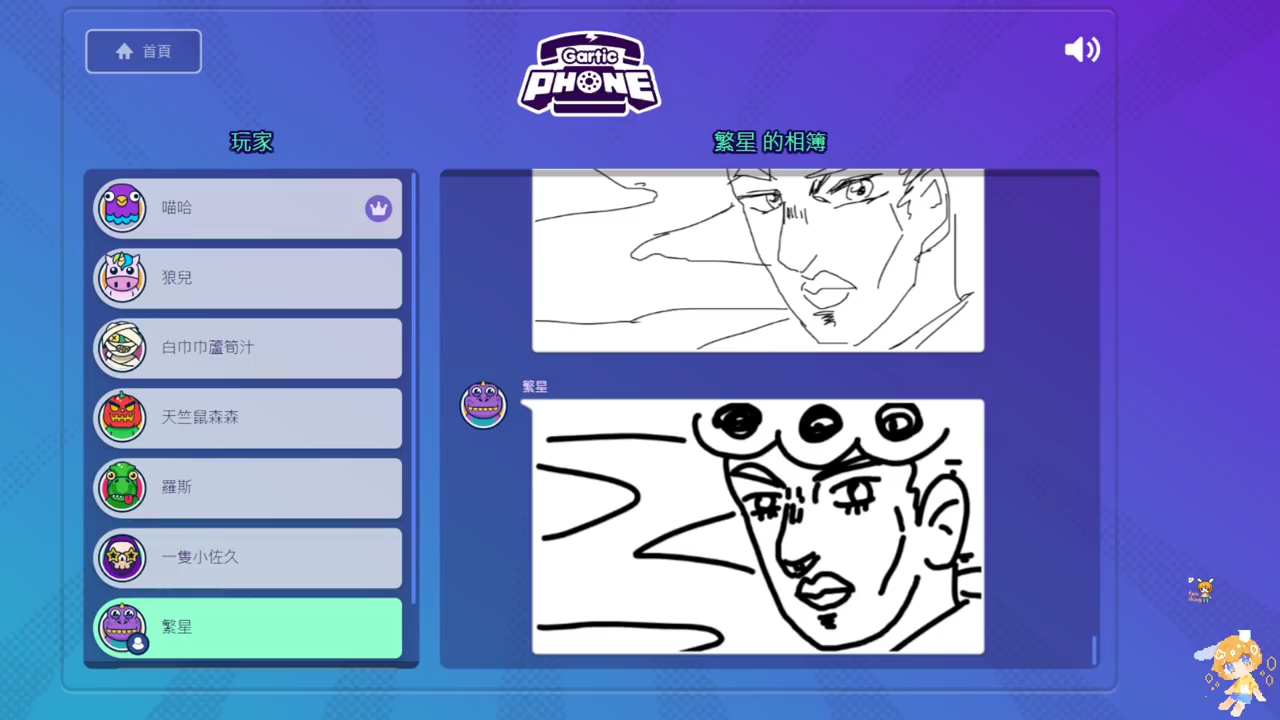 首頁
Gartic
PHONE
玩家
繁星 的相簿
喵哈
狼兒
白巾巾蘆筍汁
天竺鼠森森
羅斯
一隻小佐久
繁星
繁星